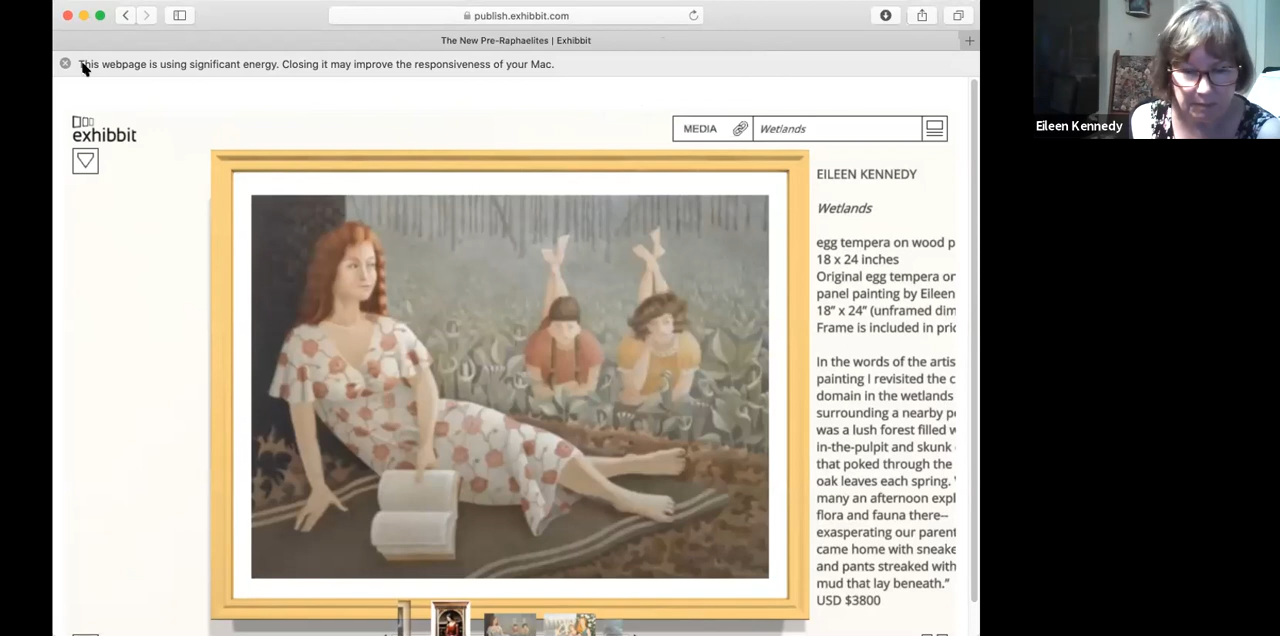 publish.exhibbit.com
The New Pre-Raphaelites | Exhibbit
This webpage is using significant energy. Closing it may improve the responsiveness of your Mac.
exhibbit
MEDIA
Wetlands
Eileen Kennedy
EILEEN KENNEDY
Wetlands
egg tempera on wood p
18 x 24 inches
Original egg tempera or
panel painting by Eileen
18” x 24” (unframed dim
Frame is included in pric
In the words of the artis
painting I revisited the c
domain in the wetlands
surrounding a nearby p
was a lush forest filled w
in-the-pulpit and skunk
that poked through the
oak leaves each spring.
many an afternoon expl
flora and fauna there--
exasperating our parent
came home with sneake
and pants streaked with
mud that lay beneath.”
USD $3800